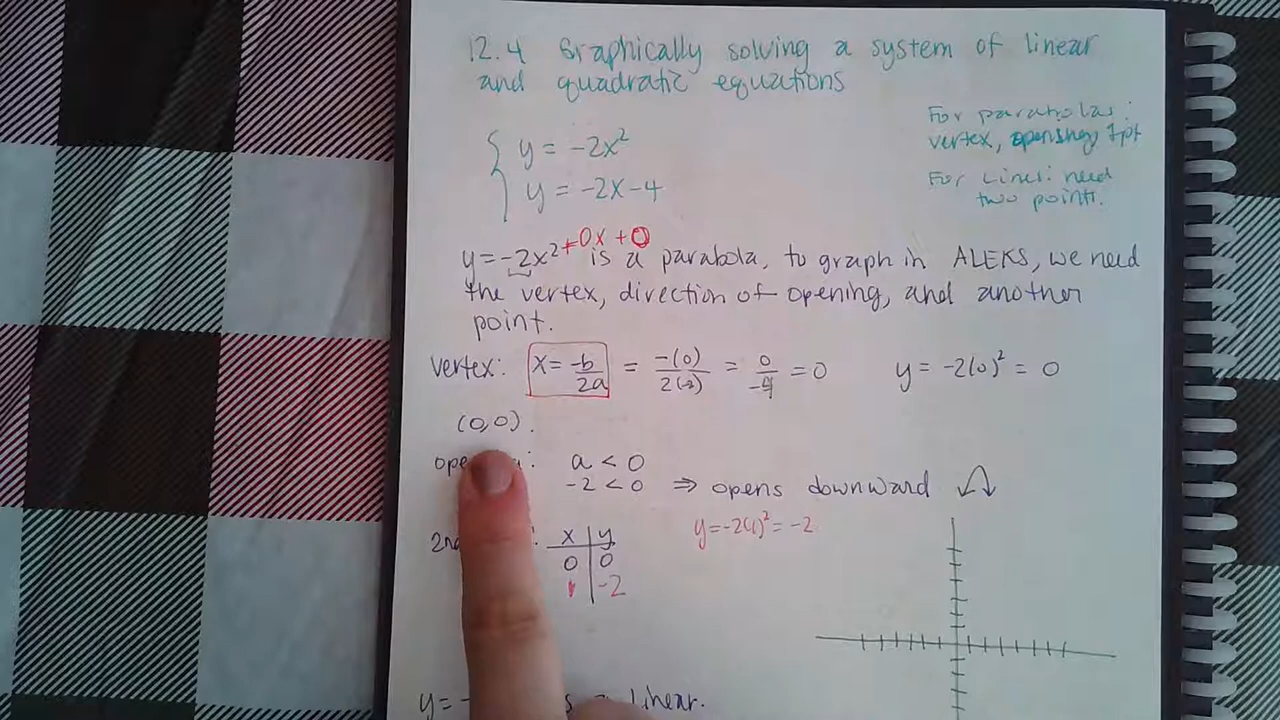 12.4 Graphically solving a system of linear
and quadratic equations
For parabolas:
vertex, opening, 1pt
For Lines: need
two points.
y = -2x²
y = -2x-4
y=-2x²+0x+0 is a parabola, to graph in ALEKS, we need
the vertex, direction of opening, and another
point.
vertex: x = -b/2a = -(0)/2(-2) = 0/-4 = 0 y = -2(0)² = 0
(0,0).
a < 0
-2 < 0 ⇒ opens downward
y=-2(1)²=-2
x | y
0 | 0
1 | -2
y = linear.